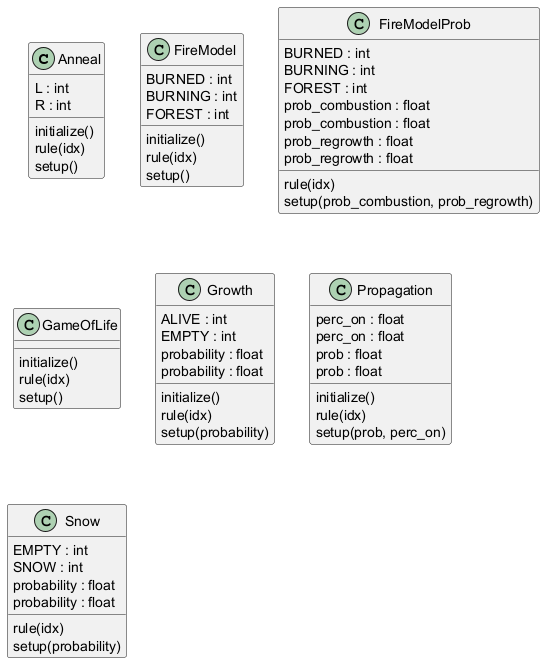 C Anneal
L : int
R : int
initialize()
rule(idx)
setup()
C FireModel
BURNED : int
BURNING : int
FOREST : int
initialize()
rule(idx)
setup()
C FireModelProb
BURNED : int
BURNING : int
FOREST : int
prob_combustion : float
prob_combustion : float
prob_regrowth : float
prob_regrowth : float
rule(idx)
setup(prob_combustion, prob_regrowth)
C GameOfLife
initialize()
rule(idx)
setup()
C Growth
ALIVE : int
EMPTY : int
probability : float
probability : float
initialize()
rule(idx)
setup(probability)
C Propagation
perc_on : float
perc_on : float
prob : float
prob : float
initialize()
rule(idx)
setup(prob, perc_on)
C Snow
EMPTY : int
SNOW : int
probability : float
probability : float
rule(idx)
setup(probability)